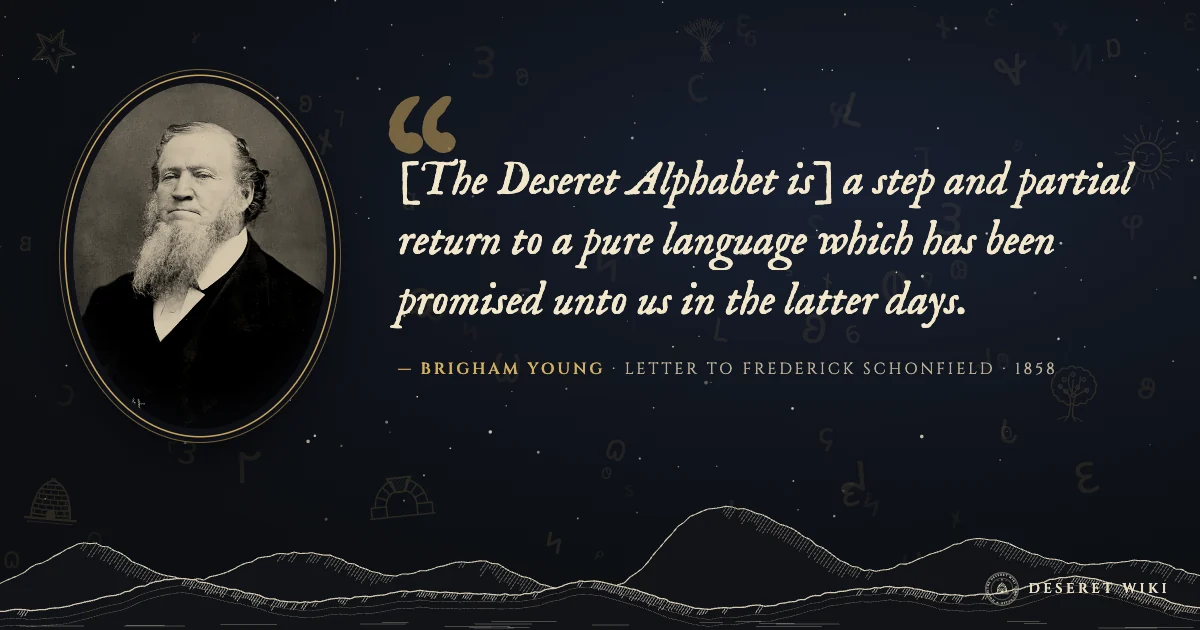 “
[The Deseret Alphabet is] a step and partial
return to a pure language which has been
promised unto us in the latter days.
— BRIGHAM YOUNG · LETTER TO FREDERICK SCHONFIELD · 1858
DESERET WIKI